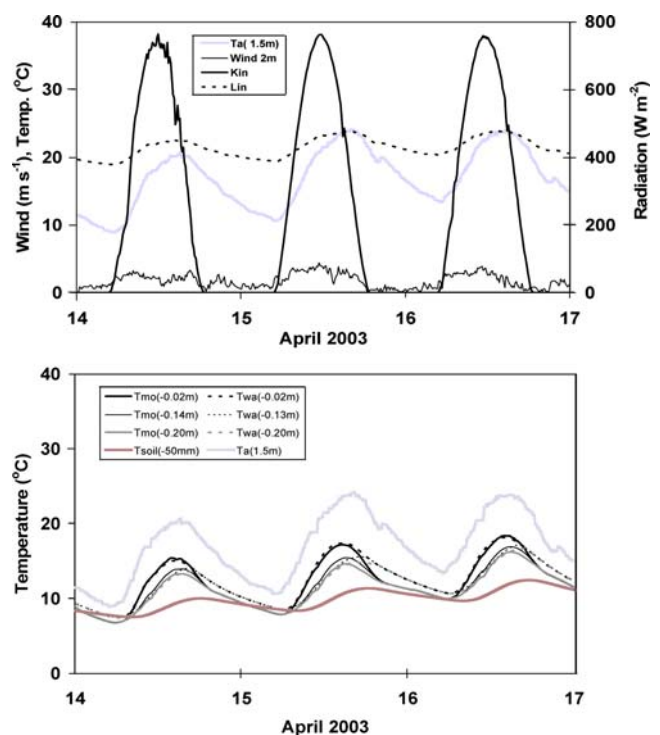 40
30
20
10
0
800
600
400
200
0
Wind (m s-1), Temp. (oC)
Radiation (W m-2)
Ta( 1.5m)
Wind 2m
Kin
Lin
14 15 16 17
April 2003
40
30
20
10
0
Temperature (oC)
Tmo(-0.02m) Twa(-0.02m)
Tmo(-0.14m) Twa(-0.13m)
Tmo(-0.20m) Twa(-0.20m)
Tsoil(-50mm) Ta(1.5m)
14 15 16 17
April 2003